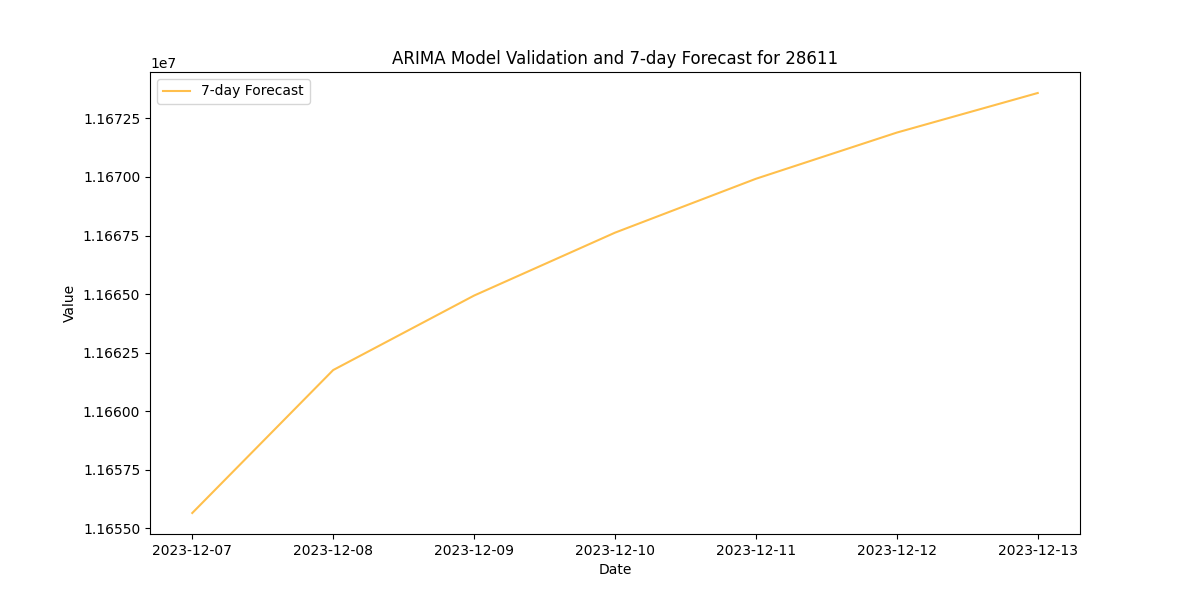 ARIMA Model Validation and 7-day Forecast for 28611
1e7
7-day Forecast
1.16725
1.16700
1.16675
1.16650
1.16625
1.16600
1.16575
1.16550
Value
2023-12-07 2023-12-08 2023-12-09 2023-12-10 2023-12-11 2023-12-12 2023-12-13
Date